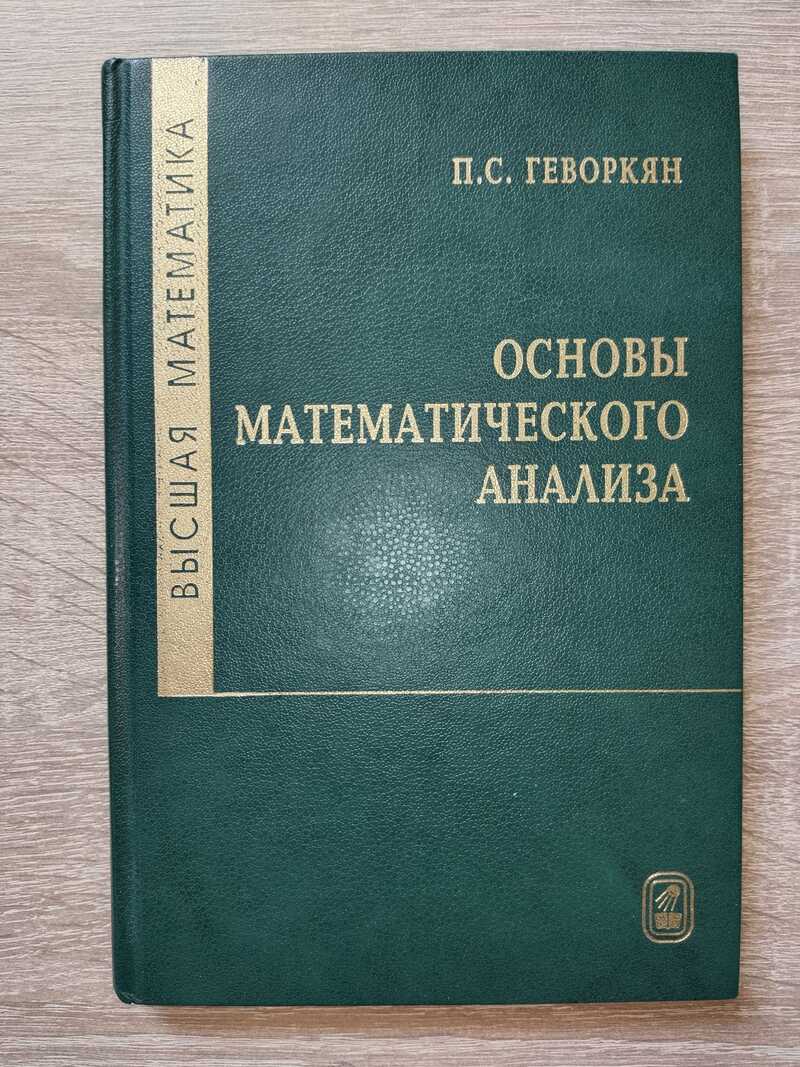 П.С. ГЕВОРКЯН
ОСНОВЫ
МАТЕМАТИЧЕСКОГО
АНАЛИЗА
ВЫСШАЯ МАТЕМАТИКА